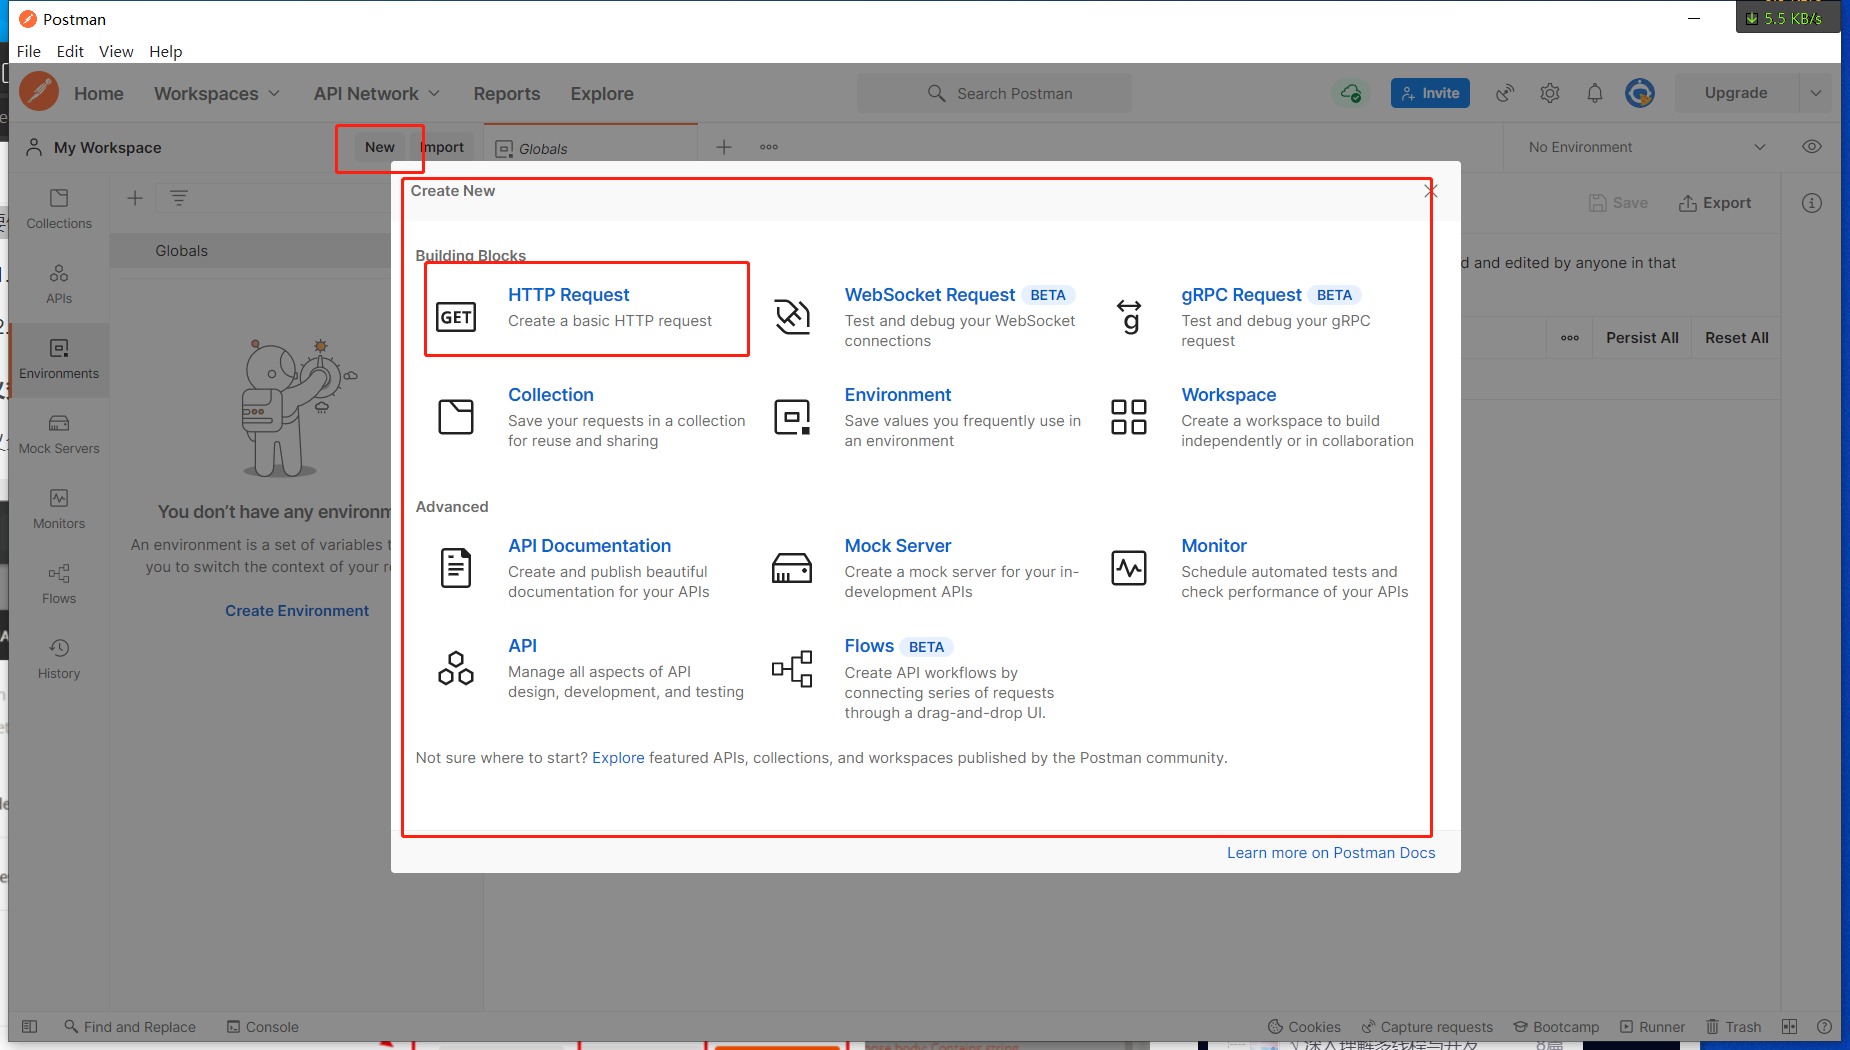 Postman
5.5 KB/s
File Edit View Help
Home Workspaces API Network Reports Explore
Search Postman
Invite
Upgrade
My Workspace
New
Import
Globals
No Environment
Save
Export
Collections
APIs
Environments
Mock Servers
Monitors
Flows
History
Globals
You don't have any environm
An environment is a set of variables t
you to switch the context of your r
Create Environment
d and edited by anyone in that
Persist All
Reset All
Create New
Building Blocks
GET
HTTP Request
Create a basic HTTP request
WebSocket Request BETA
Test and debug your WebSocket
connections
g
gRPC Request BETA
Test and debug your gRPC
request
Collection
Save your requests in a collection
for reuse and sharing
Environment
Save values you frequently use in
an environment
Workspace
Create a workspace to build
independently or in collaboration
Advanced
API Documentation
Create and publish beautiful
documentation for your APIs
Mock Server
Create a mock server for your in-
development APIs
Monitor
Schedule automated tests and
check performance of your APIs
API
Manage all aspects of API
design, development, and testing
Flows BETA
Create API workflows by
connecting series of requests
through a drag-and-drop UI.
Not sure where to start? Explore featured APIs, collections, and workspaces published by the Postman community.
Learn more on Postman Docs
Find and Replace
Console
Cookies
Capture requests
Bootcamp
Runner
Trash